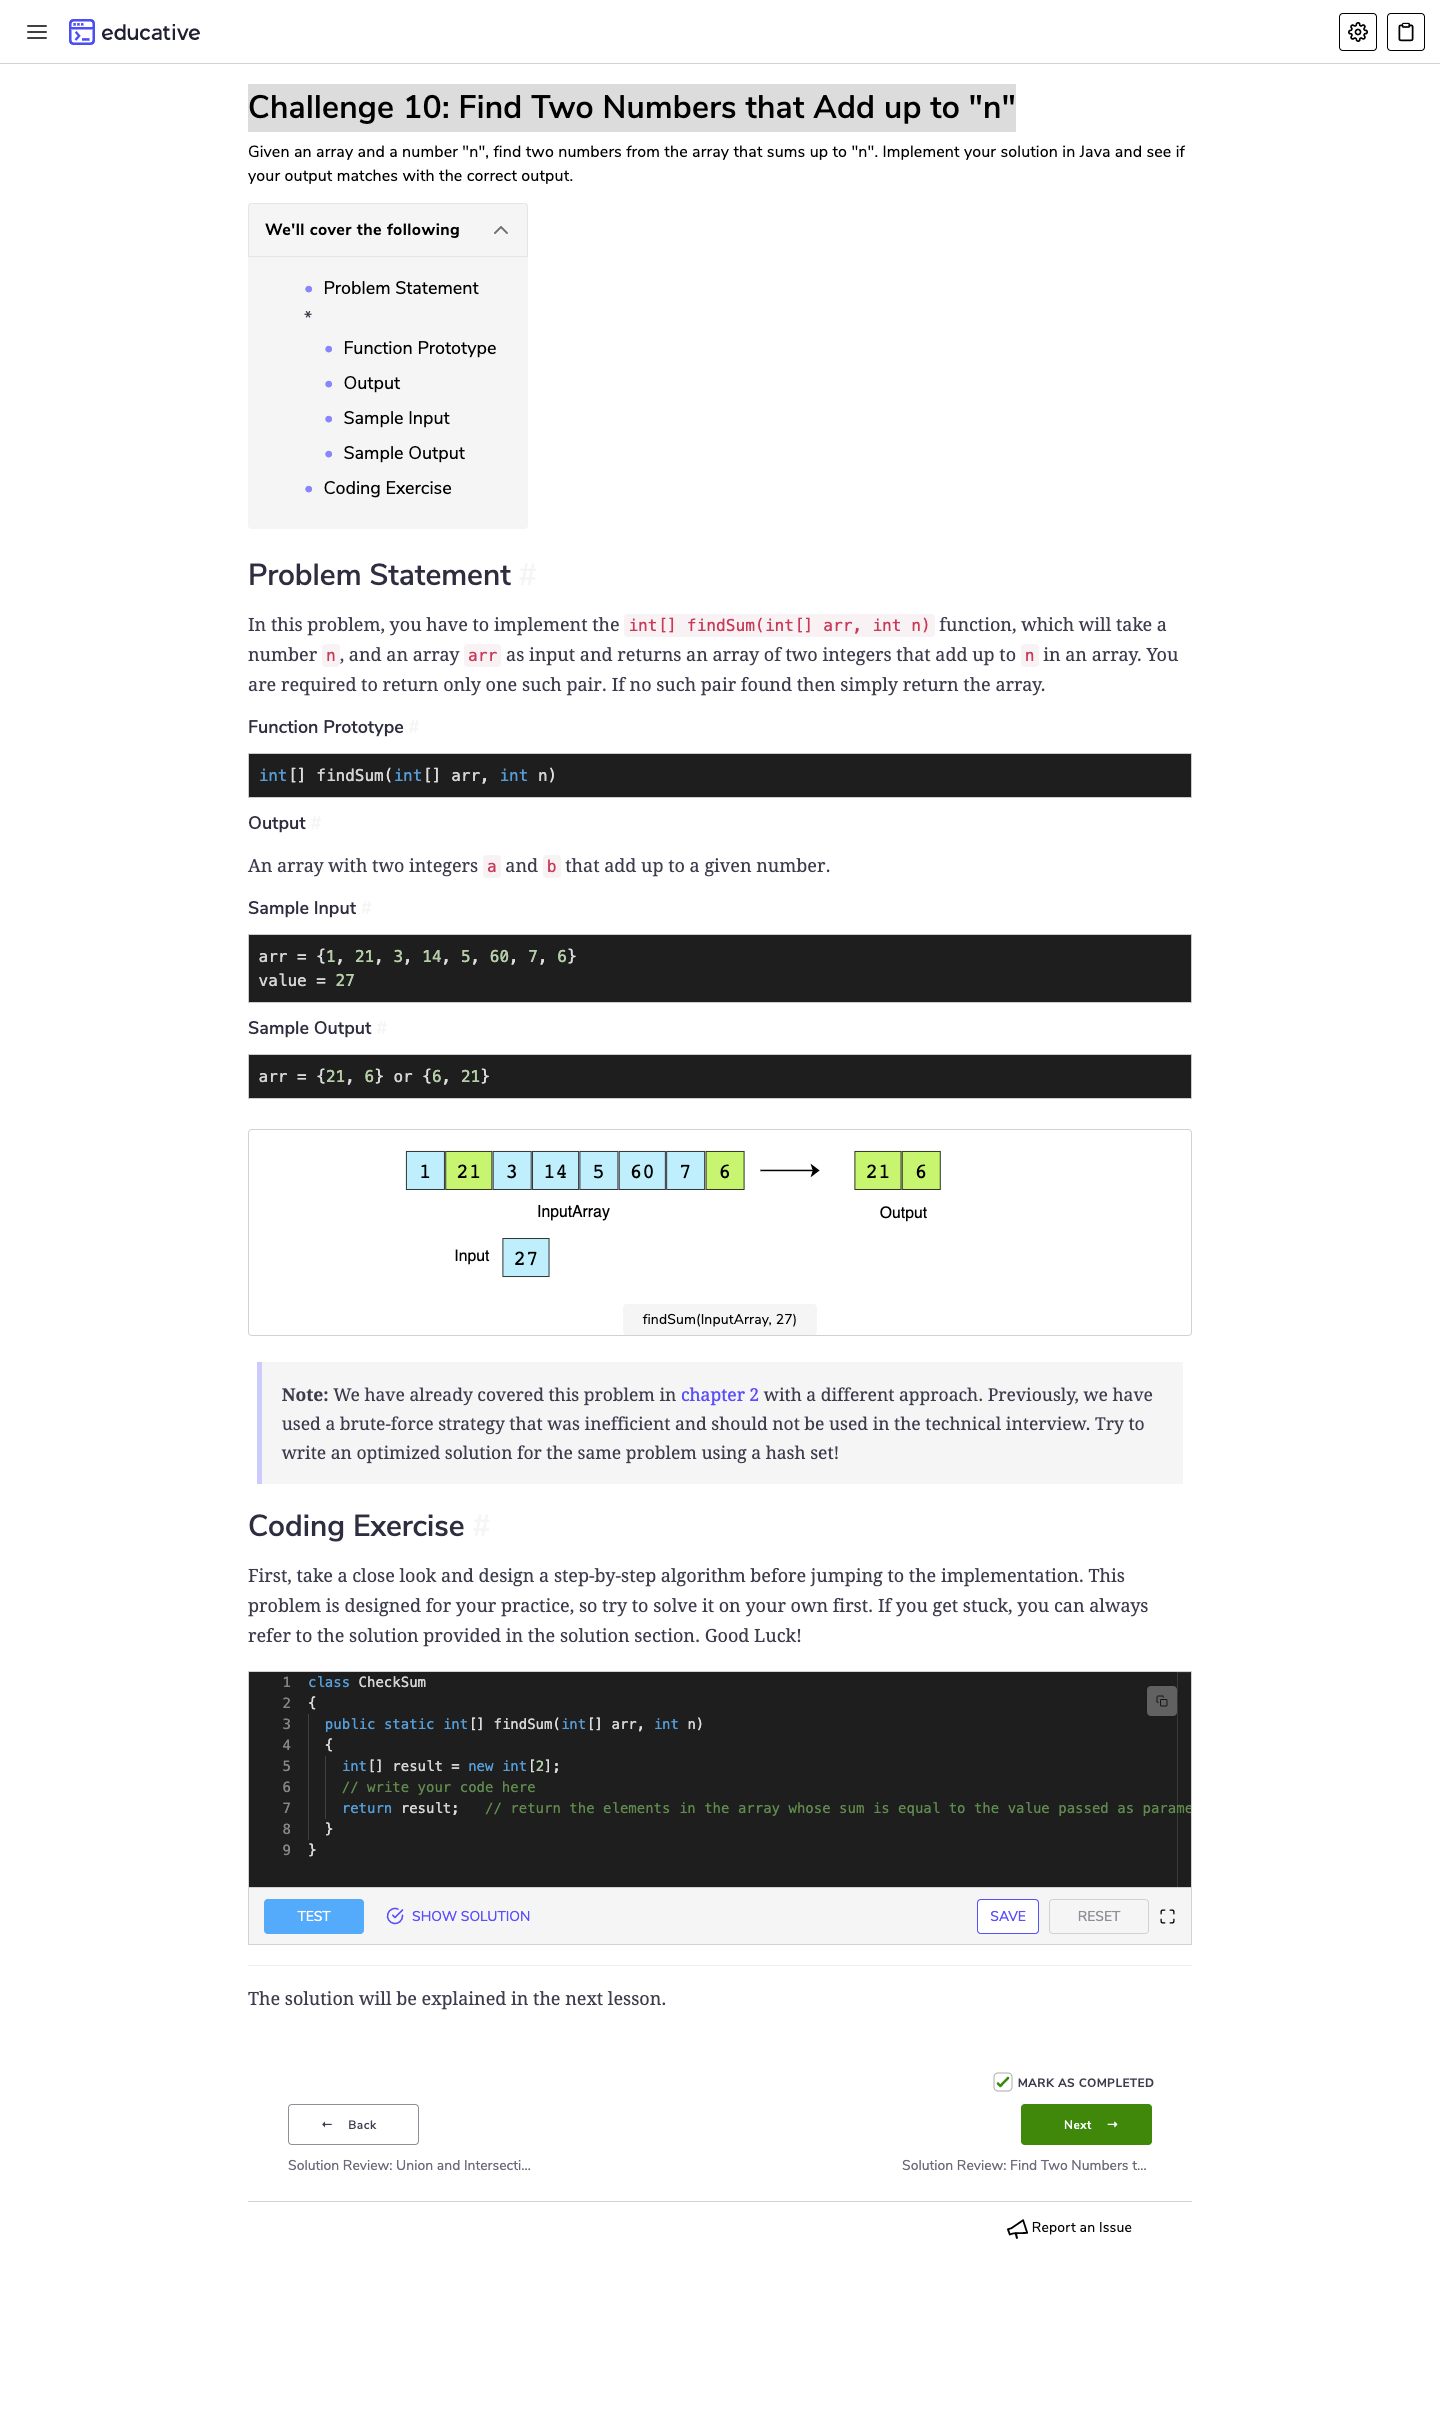 educative
Challenge 10: Find Two Numbers that Add up to "n"
Given an array and a number "n", find two numbers from the array that sums up to "n". Implement your solution in Java and see if
your output matches with the correct output.
We'll cover the following
Problem Statement
*
Function Prototype
Output
Sample Input
Sample Output
Coding Exercise
Problem Statement #
In this problem, you have to implement the int[] findSum(int[] arr, int n) function, which will take a
number n, and an array arr as input and returns an array of two integers that add up to n in an array. You
are required to return only one such pair. If no such pair found then simply return the array.
Function Prototype #
int[] findSum(int[] arr, int n)
Output #
An array with two integers a and b that add up to a given number.
Sample Input #
arr = {1, 21, 3, 14, 5, 60, 7, 6}
value = 27
Sample Output #
arr = {21, 6} or {6, 21}
1 21 3 14 5 60 7 6 21 6
InputArray Output
Input 27
findSum(InputArray, 27)
Note: We have already covered this problem in chapter 2 with a different approach. Previously, we have
used a brute-force strategy that was inefficient and should not be used in the technical interview. Try to
write an optimized solution for the same problem using a hash set!
Coding Exercise #
First, take a close look and design a step-by-step algorithm before jumping to the implementation. This
problem is designed for your practice, so try to solve it on your own first. If you get stuck, you can always
refer to the solution provided in the solution section. Good Luck!
1 class CheckSum
2 {
3 public static int[] findSum(int[] arr, int n)
4 {
5 int[] result = new int[2];
6 // write your code here
7 return result; // return the elements in the array whose sum is equal to the value passed as parame
8 }
9 }
TEST SHOW SOLUTION SAVE RESET
The solution will be explained in the next lesson.
MARK AS COMPLETED
← Back Next →
Solution Review: Union and Intersecti... Solution Review: Find Two Numbers t...
Report an Issue